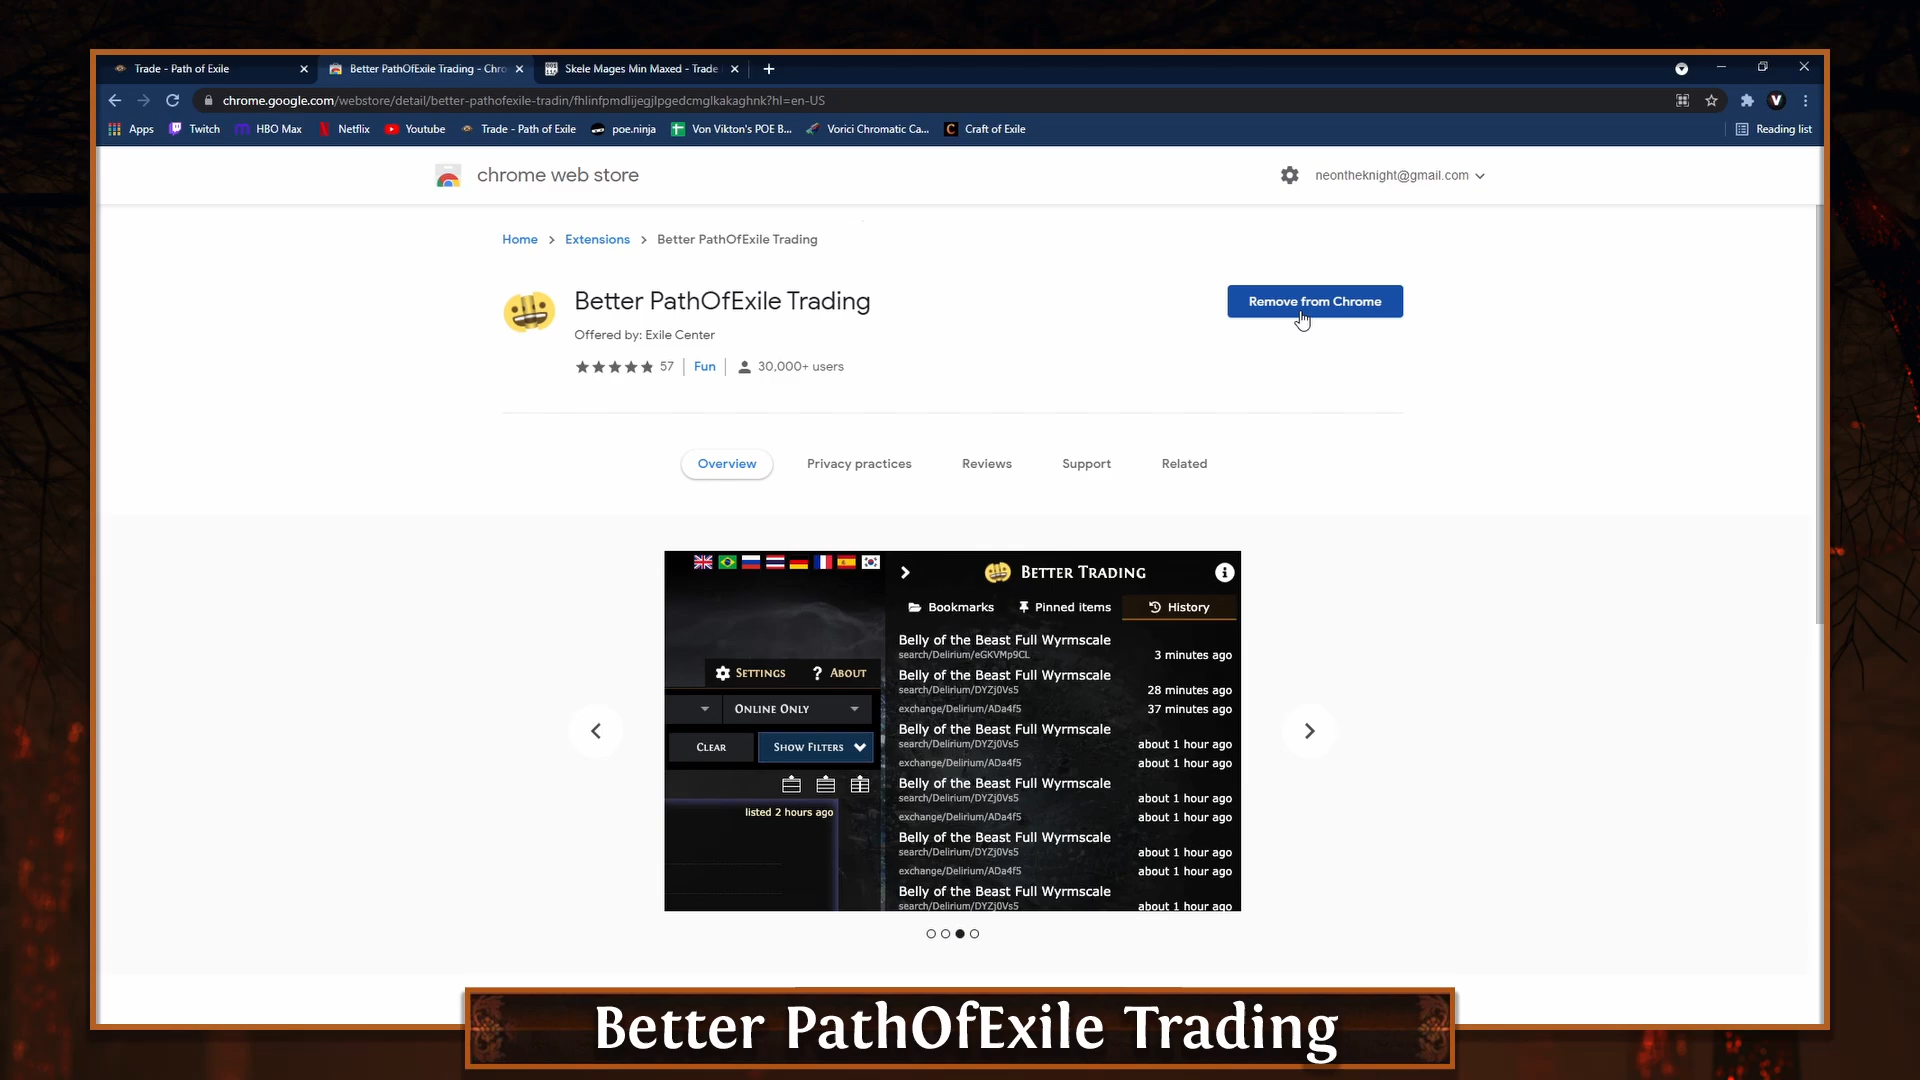 Trade - Path of Exile
Better PathOfExile Trading - Chro
Skele Mages Min Maxed - Trade
chrome.google.com/webstore/detail/better-pathofexile-tradin/fhlinfpmdlijegjlpgedcmglkakaghnk?hl=en-US
Apps
Twitch
HBO Max
Netflix
Youtube
Trade - Path of Exile
poe.ninja
Von Vikton's POE B...
Vorici Chromatic Ca...
Craft of Exile
Reading list
chrome web store
neontheknight@gmail.com
Home
Extensions
Better PathOfExile Trading
Better PathOfExile Trading
Remove from Chrome
Offered by: Exile Center
57
Fun
30,000+ users
Overview
Privacy practices
Reviews
Support
Related
SETTINGS
? ABOUT
ONLINE ONLY
CLEAR
SHOW FILTERS
listed 2 hours ago
BETTER TRADING
Bookmarks
Pinned items
History
Belly of the Beast Full Wyrmscale
search/Delirium/eGKVMp9CL
3 minutes ago
Belly of the Beast Full Wyrmscale
search/Delirium/DYZj0Vs5
28 minutes ago
exchange/Delirium/ADa4f5
37 minutes ago
Belly of the Beast Full Wyrmscale
search/Delirium/DYZj0Vs5
about 1 hour ago
exchange/Delirium/ADa4f5
about 1 hour ago
Belly of the Beast Full Wyrmscale
search/Delirium/DYZj0Vs5
about 1 hour ago
exchange/Delirium/ADa4f5
about 1 hour ago
Belly of the Beast Full Wyrmscale
search/Delirium/DYZj0Vs5
about 1 hour ago
exchange/Delirium/ADa4f5
about 1 hour ago
Belly of the Beast Full Wyrmscale
search/Delirium/DYZj0Vs5
about 1 hour ago
Better PathOfExile Trading